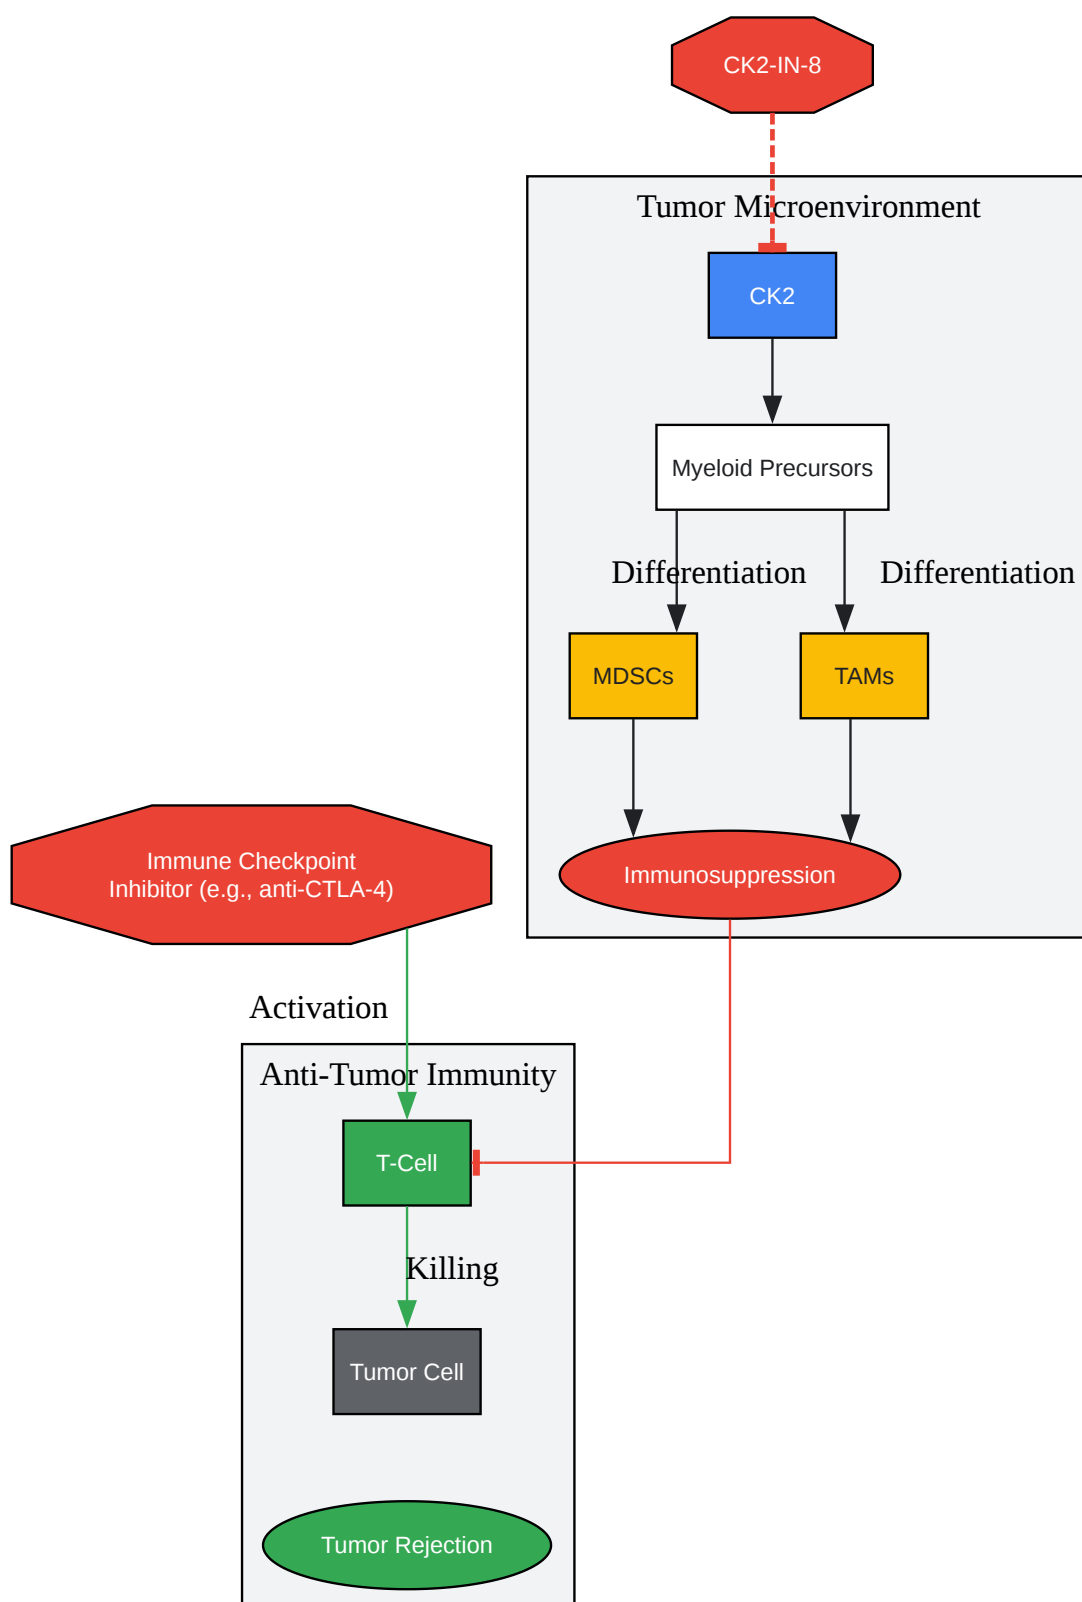 CK2-IN-8
Tumor Microenvironment
CK2
Myeloid Precursors
Differentiation
Differentiation
MDSCs
TAMs
Immune Checkpoint
Inhibitor (e.g., anti-CTLA-4)
Immunosuppression
Activation
Anti-Tumor Immunity
T-Cell
Killing
Tumor Cell
Tumor Rejection